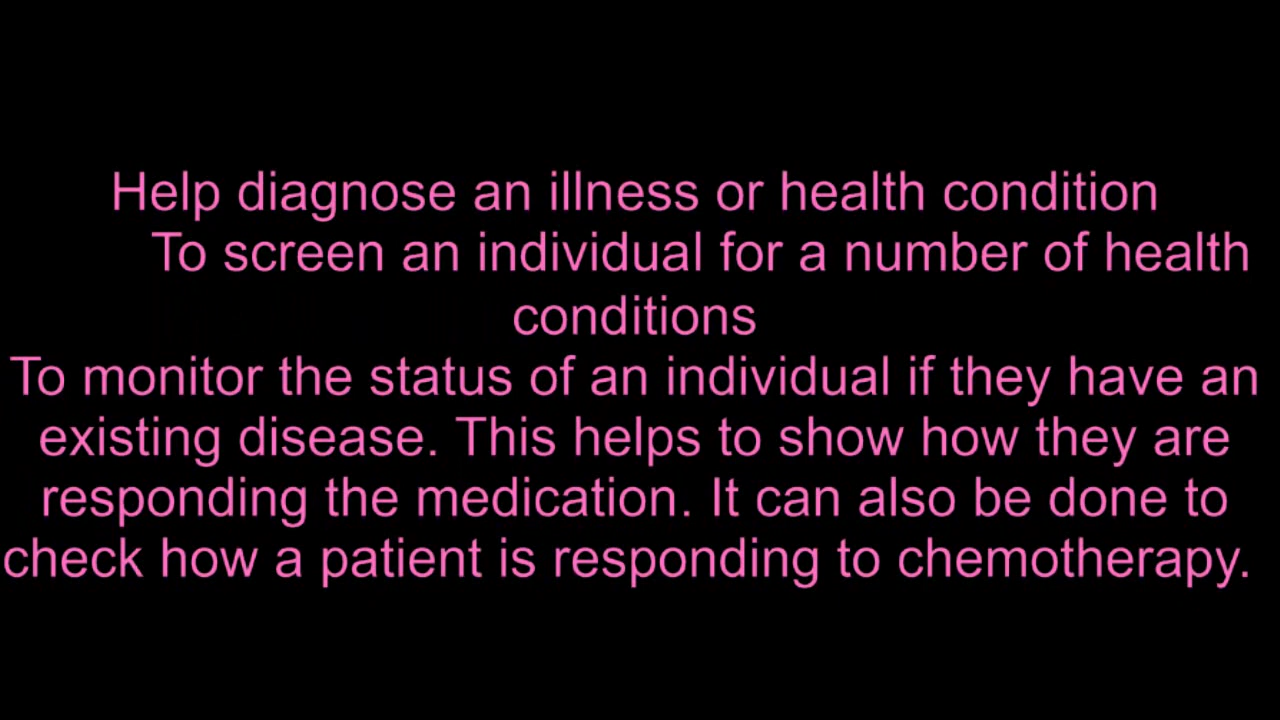 Help diagnose an illness or health condition
To screen an individual for a number of health
conditions
To monitor the status of an individual if they have an
existing disease. This helps to show how they are
responding the medication. It can also be done to
check how a patient is responding to chemotherapy.